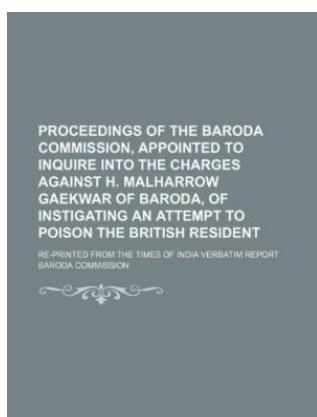 PROCEEDINGS OF THE BARODA
COMMISSION, APPOINTED TO
INQUIRE INTO THE CHARGES
AGAINST H. MALHARROW
GAEKWAR OF BARODA, OF
INSTIGATING AN ATTEMPT TO
POISON THE BRITISH RESIDENT
RE-PRINTED FROM THE TIMES OF INDIA VERBATIM REPORT
BARODA COMMISSION